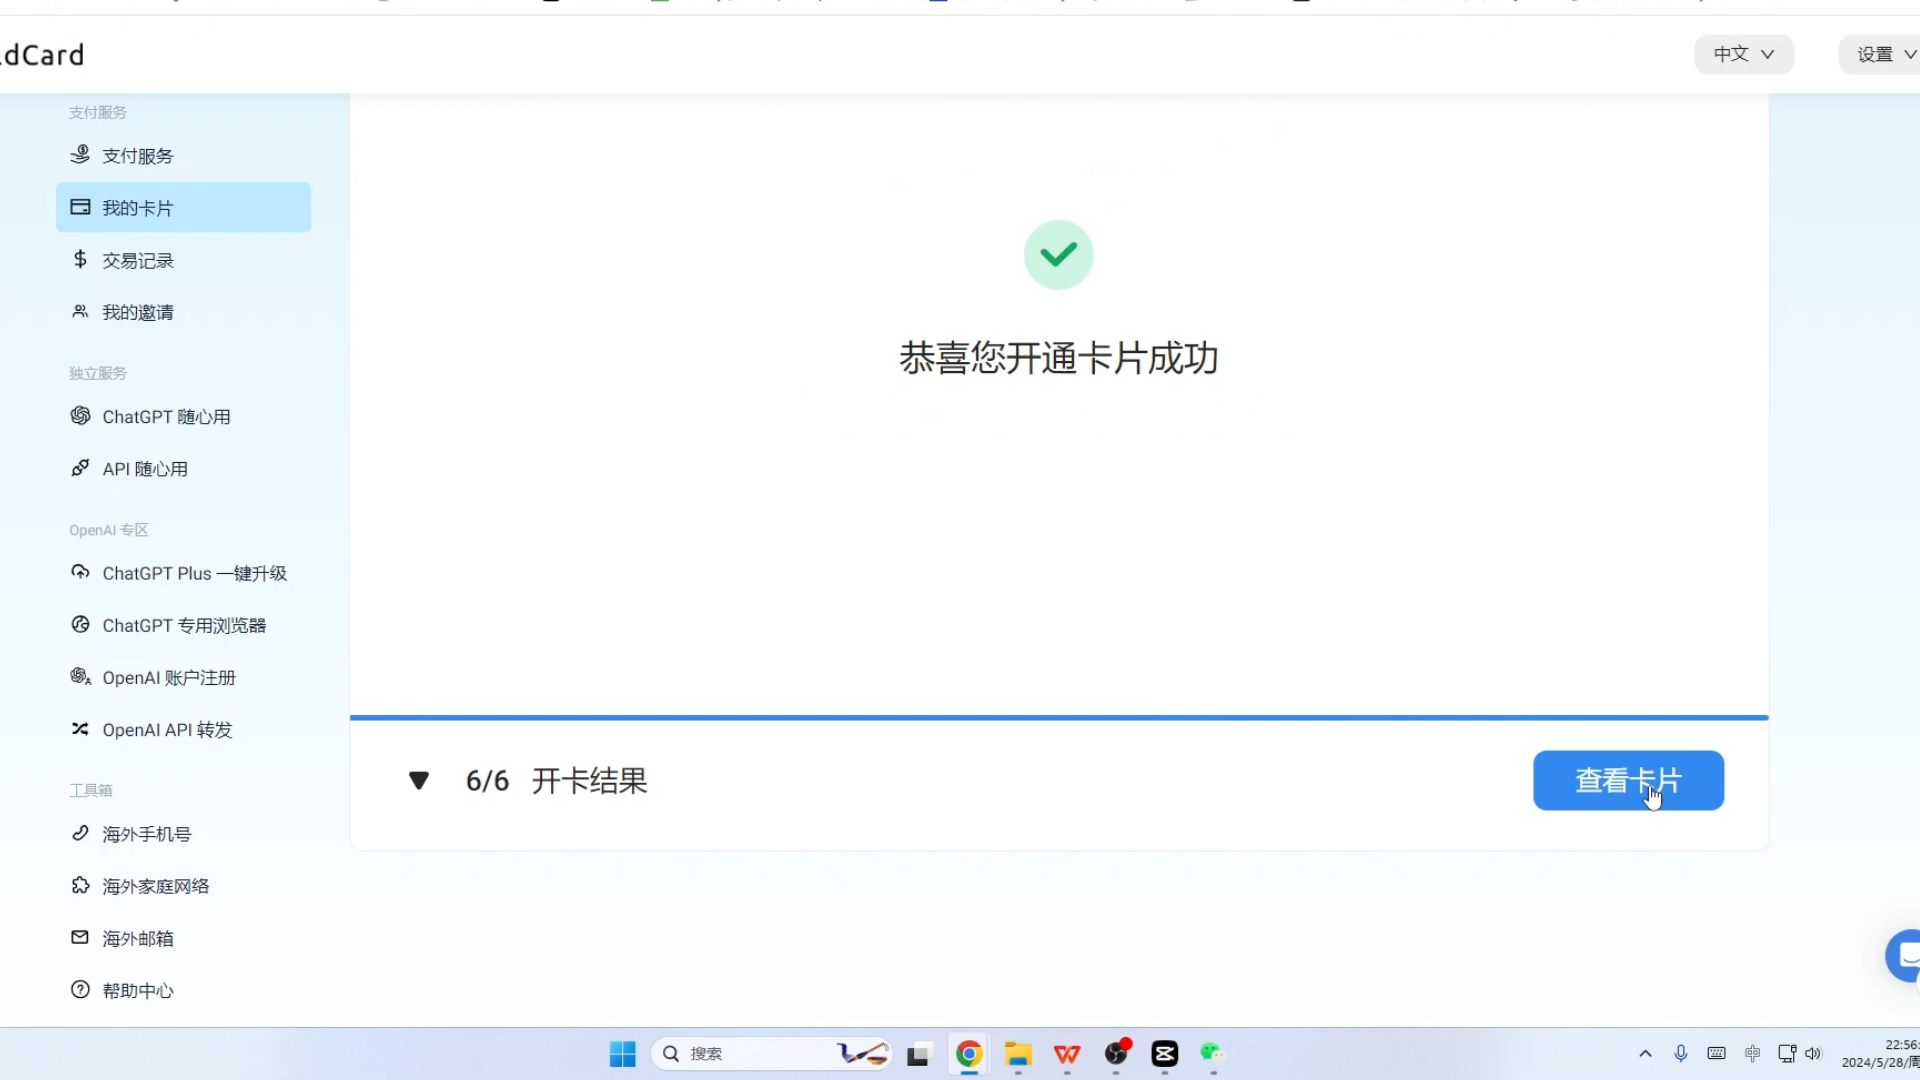 dCard
中文
设置
支付服务
支付服务
我的卡片
交易记录
我的邀请
独立服务
ChatGPT 随心用
API 随心用
OpenAI 专区
ChatGPT Plus 一键升级
ChatGPT 专用浏览器
OpenAI 账户注册
OpenAI API 转发
工具箱
海外手机号
海外家庭网络
海外邮箱
帮助中心
恭喜您开通卡片成功
6/6 开卡结果
查看卡片
搜索
中
22:56:
2024/5/28/周